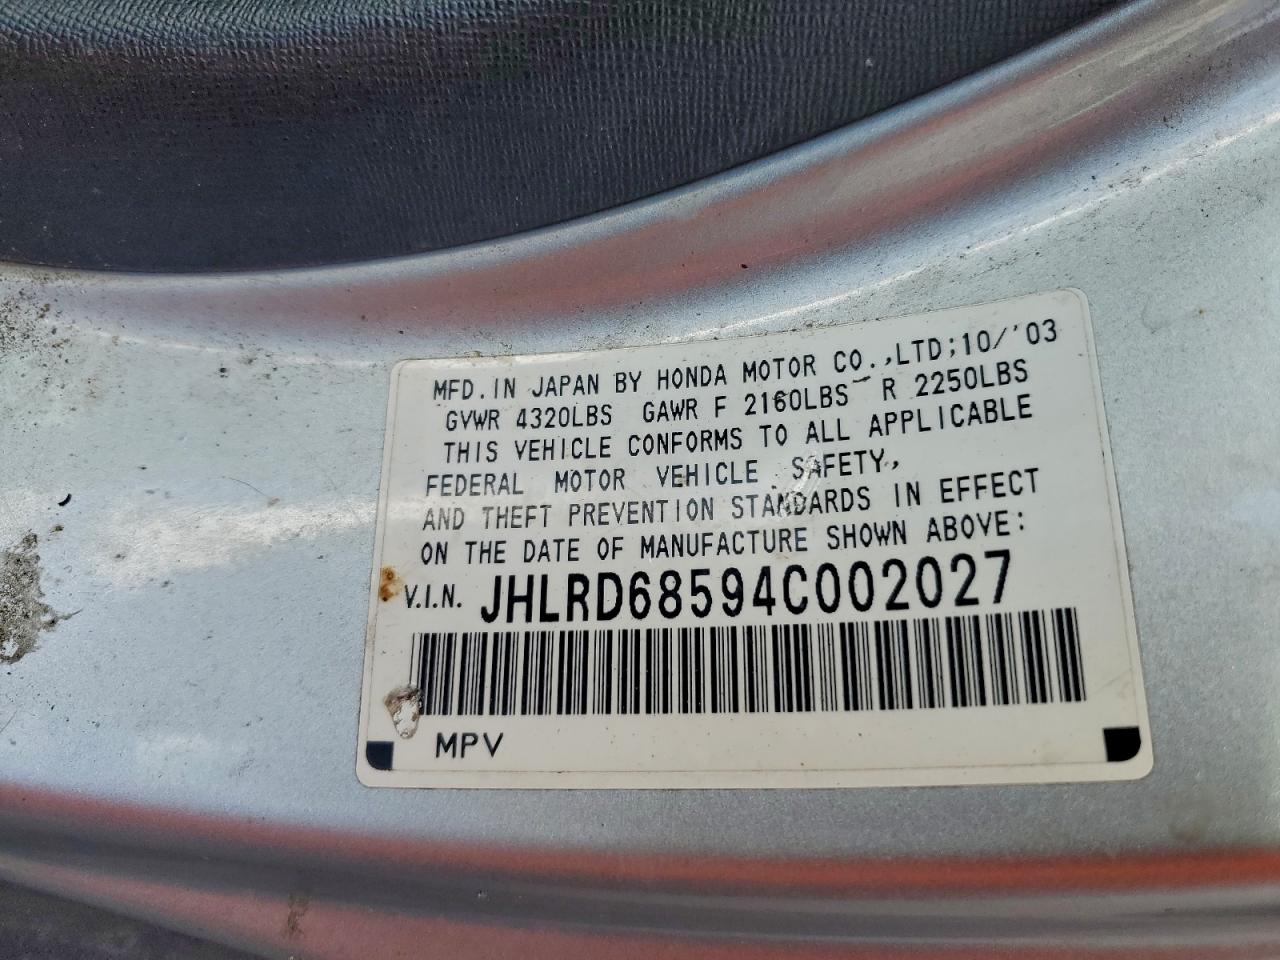 MFD. IN JAPAN BY HONDA MOTOR CO.,LTD;10/'03
GVWR 4320LBS GAWR F 2160LBS R 2250LBS
THIS VEHICLE CONFORMS TO ALL APPLICABLE
FEDERAL MOTOR VEHICLE SAFETY,
AND THEFT PREVENTION STANDARDS IN EFFECT
ON THE DATE OF MANUFACTURE SHOWN ABOVE:
V.I.N. JHLRD68594C002027
MPV